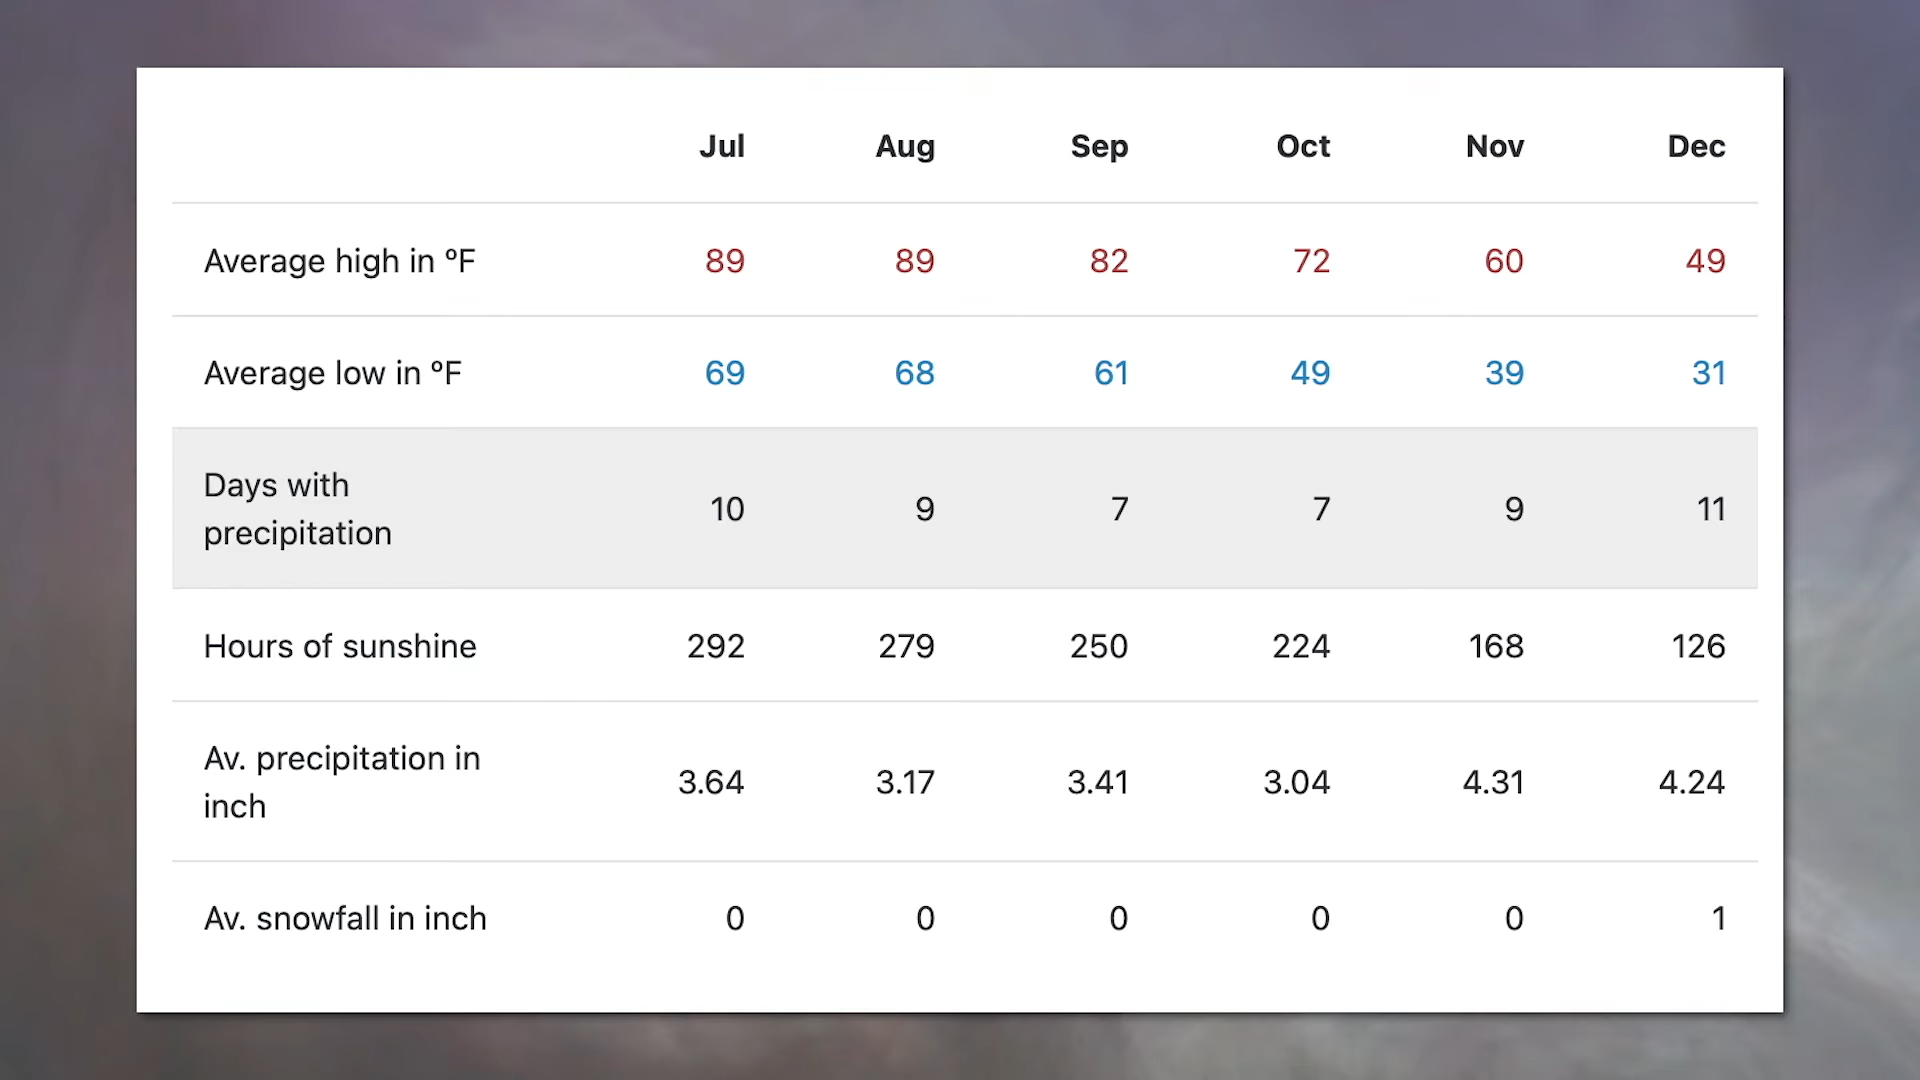 Jul Aug Sep Oct Nov Dec
Average high in °F 89 89 82 72 60 49
Average low in °F 69 68 61 49 39 31
Days with
precipitation 10 9 7 7 9 11
Hours of sunshine 292 279 250 224 168 126
Av. precipitation in
inch 3.64 3.17 3.41 3.04 4.31 4.24
Av. snowfall in inch 0 0 0 0 0 1